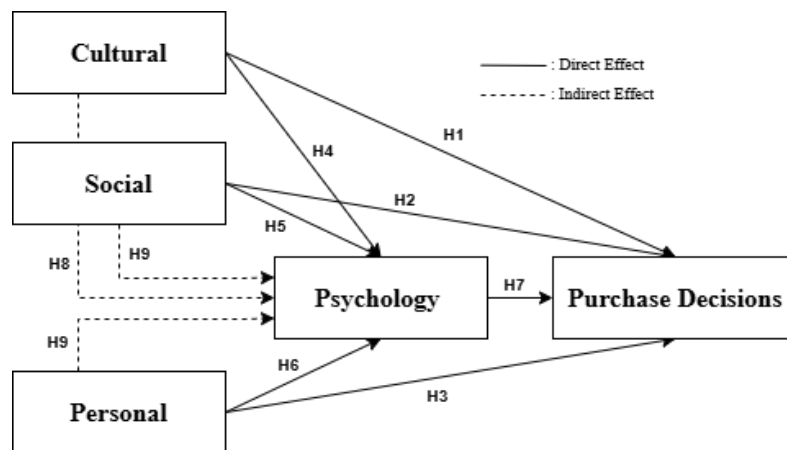 Cultural
: Direct Effect
: Indirect Effect
H1
H4
Social
H2
H5
H8
H9
Psychology
H7
Purchase Decisions
H9
H6
Personal
H3